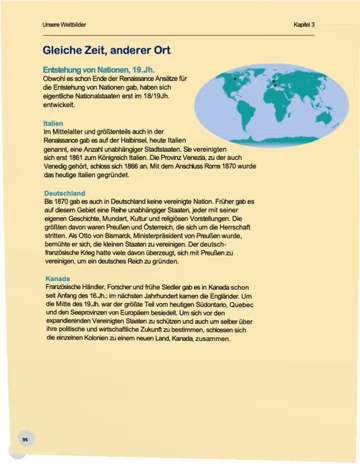 Unsere Weltbilder
Kapitel 3
Gleiche Zeit, anderer Ort
Entstehung von Nationen, 19.Jh.
Obwohl es schon Ende der Renaissance Ansätze für
die Entstehung von Nationen gab, haben sich
eigentliche Nationalstaaten erst im 18/19Jh.
entwickelt.
Italien
Im Mittelalter und größtenteils auch in der
Renaissance gab es auf der Halbinsel, heute Italien
genannt, eine Anzahl unabhängiger Stadtstaaten. Sie vereinigten
sich erst 1861 zum Königreich Italien. Die Provinz Venezia, zu der auch
Venedig gehört, schloss sich 1866 an. Mit dem Anschluss Roms 1870 wurde
das heutige Italien gegründet.
Deutschland
Bis 1870 gab es auch in Deutschland keine vereinigte Nation. Früher gab es
auf diesem Gebiet eine Reihe unabhängiger Staaten, jeder mit seiner
eigenen Geschichte, Mundart, Kultur und religiösen Vorstellungen. Die
größten davon waren Preußen und Österreich, die sich um die Herrschaft
stritten. Als Otto von Bismarck, Ministerpräsident von Preußen wurde,
bemühte er sich, die kleinen Staaten zu vereinigen. Der deutsch-
französische Krieg hatte viele davon überzeugt, sich mit Preußen zu
vereinigen, um ein deutsches Reich zu gründen.
Kanada
Französische Händler, Forscher und frühe Siedler gab es in Kanada schon
seit Anfang des 16.Jh.; im nächsten Jahrhundert kamen die Engländer. Um
die Mitte des 19.Jh. war der größte Teil vom heutigen Südontario, Quebec
und den Seeprovinzen von Europäern besiedelt. Um sich vor den
expandierenden Vereinigten Staaten zu schützen und auch um selber über
ihre politische und wirtschaftliche Zukunft zu bestimmen, schlossen sich
die einzelnen Kolonien zu einem neuen Land, Kanada, zusammen.